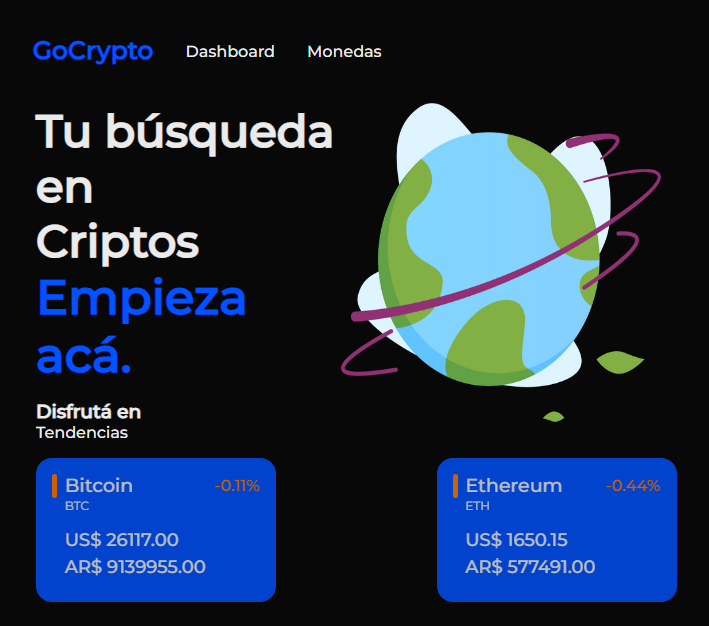 GoCrypto Dashboard Monedas
Tu búsqueda
en
Criptos
Empieza
acá.
Disfrutá en
Tendencias
Bitcoin -0.11%
BTC
US$ 26117.00
AR$ 9139955.00
Ethereum -0.44%
ETH
US$ 1650.15
AR$ 577491.00